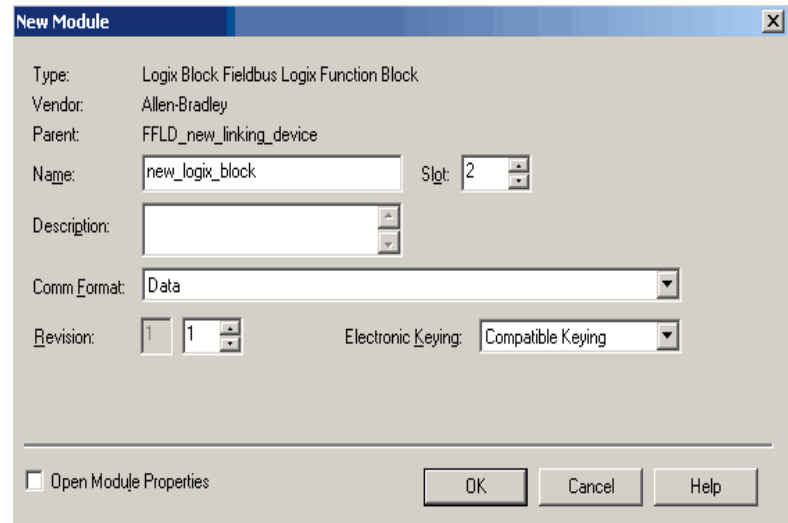 New Module
Type: Logix Block Fieldbus Logix Function Block
Vendor: Allen-Bradley
Parent: FFLD_new_linking_device
Name: new_logix_block Slot: 2
Description:
Comm Format: Data
Revision: 1 1 Electronic Keying: Compatible Keying
Open Module Properties OK Cancel Help